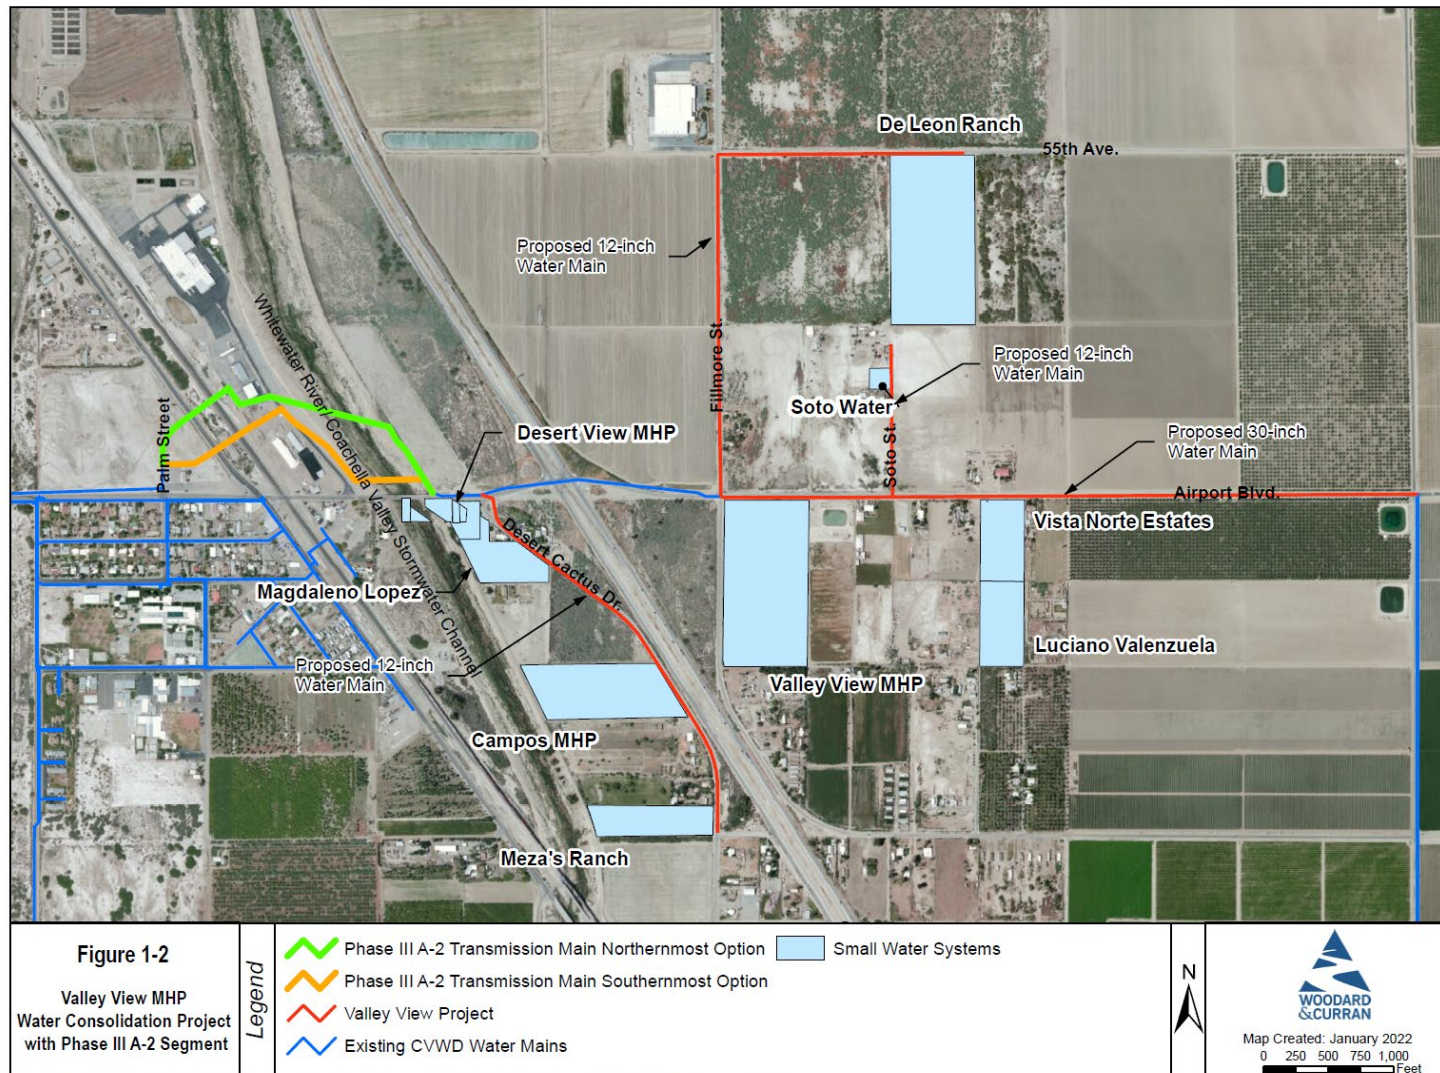 De Leon Ranch
55th Ave.
Proposed 12-inch
Water Main
Fillmore St.
Whitewater River/ Coachella Valley Stormwater Channel
Proposed 12-inch
Water Main
Soto Water
Soto St.
Palm Street
Desert View MHP
Proposed 30-inch
Water Main
Airport Blvd.
Vista Norte Estates
Desert Cactus Dr.
Magdaleno Lopez
Luciano Valenzuela
Proposed 12-inch
Water Main
Valley View MHP
Campos MHP
Meza's Ranch
Figure 1-2
Valley View MHP
Water Consolidation Project
with Phase III A-2 Segment
Legend
Phase III A-2 Transmission Main Northernmost Option
Small Water Systems
Phase III A-2 Transmission Main Southernmost Option
Valley View Project
Existing CVWD Water Mains
N
WOODARD
&CURRAN
Map Created: January 2022
0 250 500 750 1,000
Feet